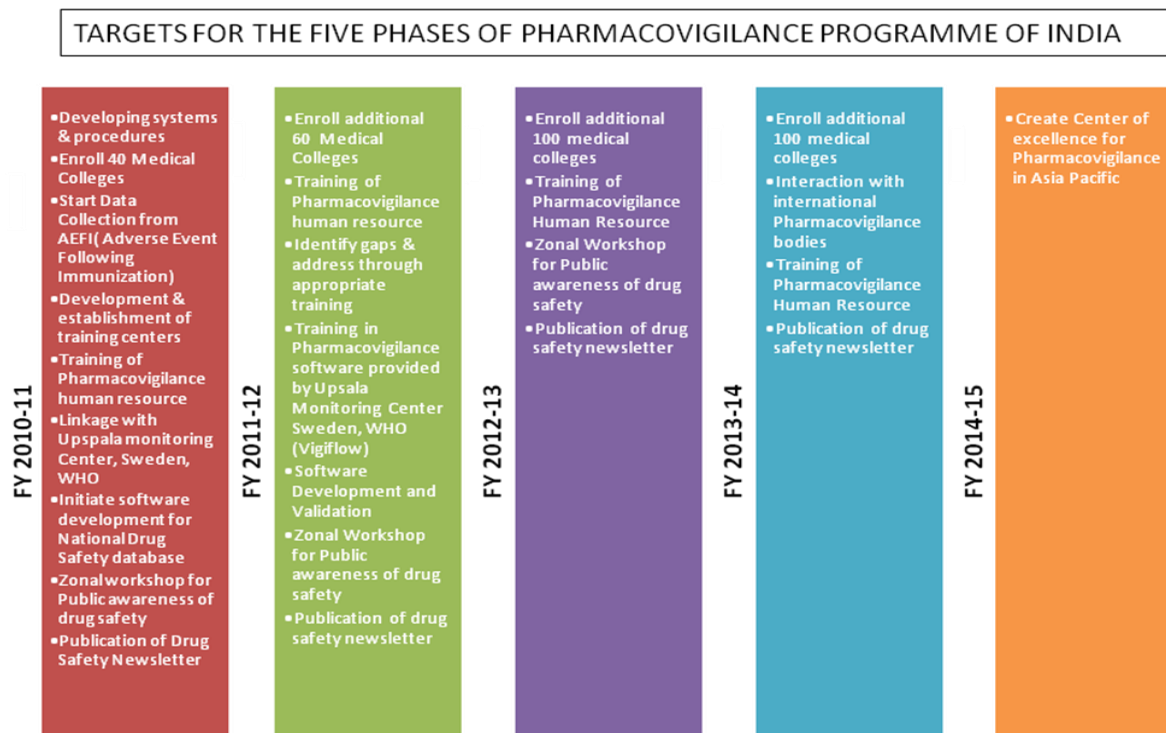 TARGETS FOR THE FIVE PHASES OF PHARMACOVIGILANCE PROGRAMME OF INDIA
FY 2010-11
•Developing systems
& procedures
•Enroll 40 Medical
Colleges
•Start Data
Collection from
AEFI( Adverse Event
Following
Immunization)
•Development &
establishment of
training centers
•Training of
Pharmacovigilance
human resource
•Linkage with
Upspala monitoring
Center, Sweden,
WHO
•Initiate software
development for
National Drug
Safety database
•Zonal workshop for
Public awareness of
drug safety
•Publication of Drug
Safety Newsletter
FY 2011-12
•Enroll additional
60 Medical
Colleges
•Training of
Pharmacovigilance
human resource
•Identify gaps &
address through
appropriate
training
•Training in
Pharmacovigilance
software provided
by Upsala
Monitoring Center
Sweden, WHO
(Vigiflow)
•Software
Development and
Validation
•Zonal Workshop
for Public
awareness of drug
safety
•Publication of drug
safety newsletter
FY 2012-13
•Enroll additional
100 medical
colleges
•Training of
Pharmacovigilance
Human Resource
•Zonal Workshop
for Public
awareness of drug
safety
•Publication of drug
safety newsletter
FY 2013-14
•Enroll additional
100 medical
colleges
•Interaction with
international
Pharmacovigilance
bodies
•Training of
Pharmacovigilance
Human Resource
•Publication of drug
safety newsletter
FY 2014-15
•Create Center of
excellence for
Pharmacovigilance
in Asia Pacific